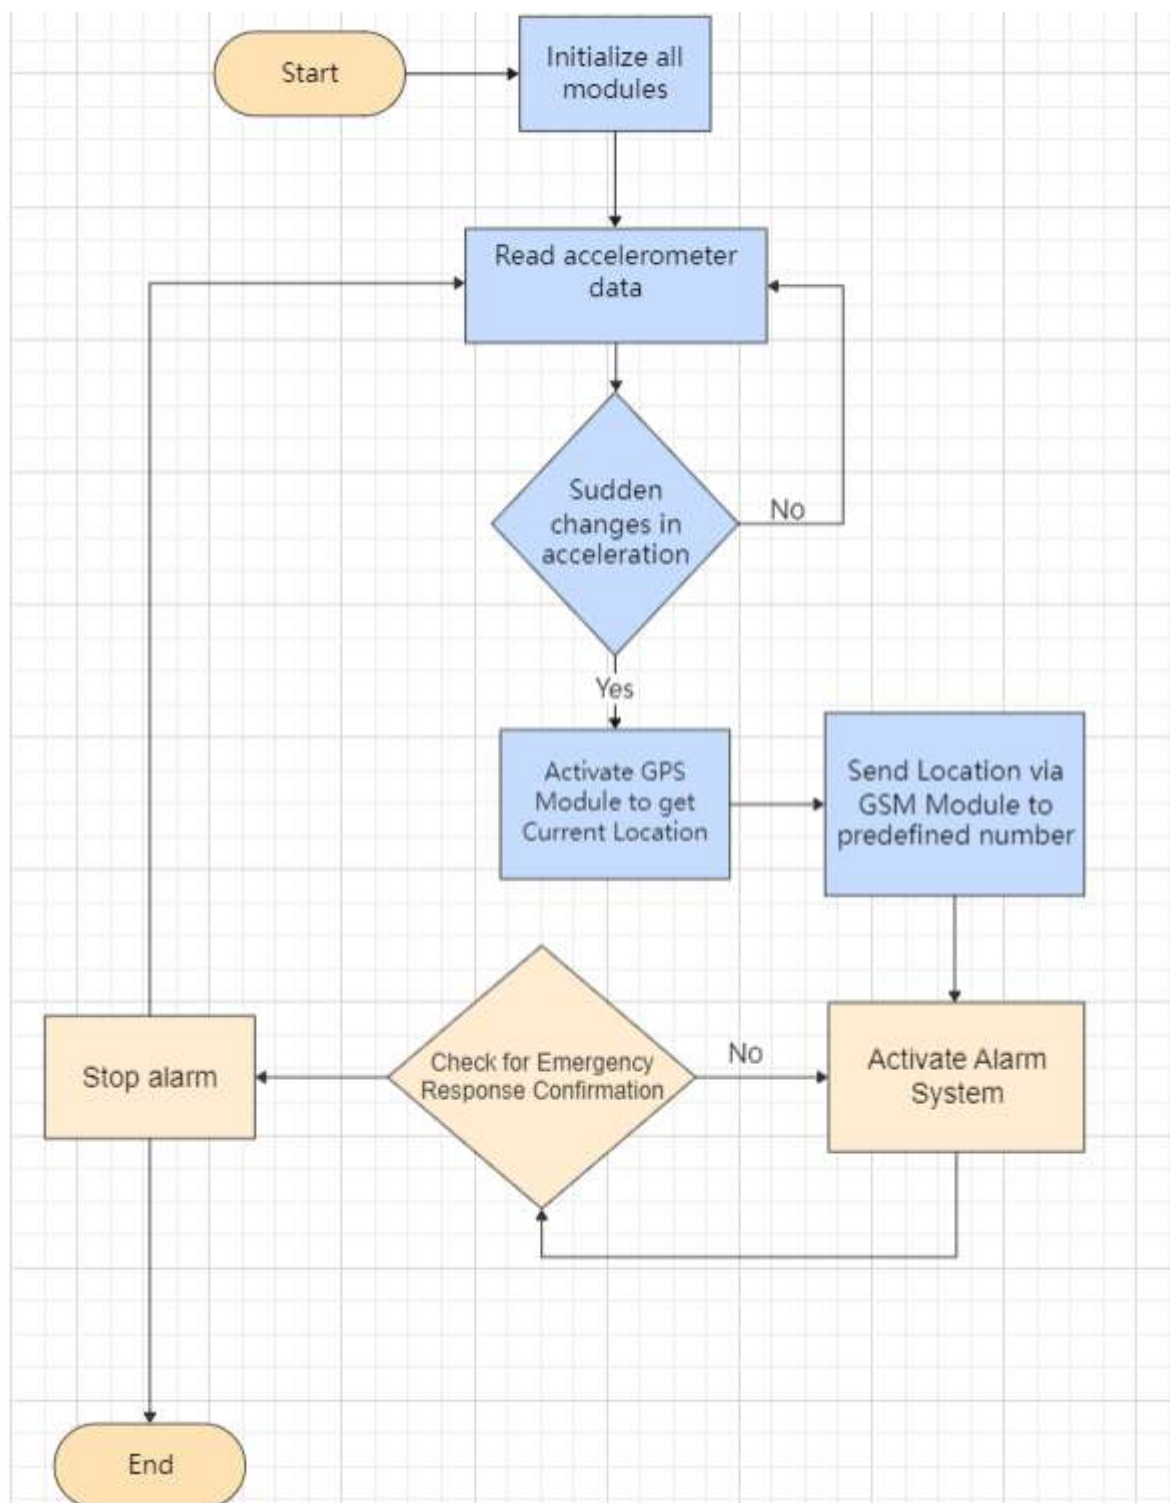 Start
Initialize all
modules
Read accelerometer
data
Sudden
changes in
acceleration
No
Yes
Activate GPS
Module to get
Current Location
Send Location via
GSM Module to
predefined number
Stop alarm
Check for Emergency
Response Confirmation
No
Activate Alarm
System
End